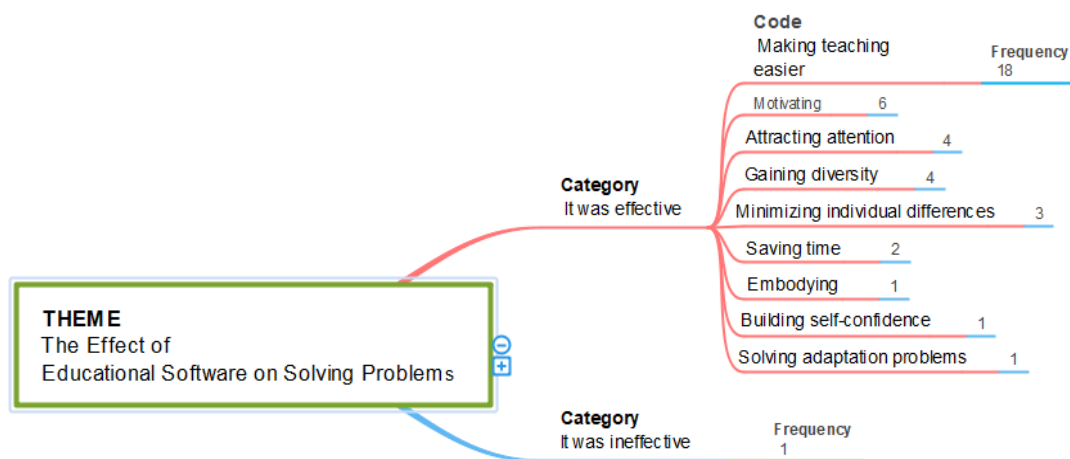 Code
Making teaching
easier
Frequency
18
Motivating 6
Attracting attention 4
Gaining diversity 4
Category
It was effective
Minimizing individual differences 3
Saving time 2
Embodying 1
Building self-confidence 1
Solving adaptation problems 1
THEME
The Effect of
Educational Software on Solving Problems
Category
It was ineffective
Frequency
1